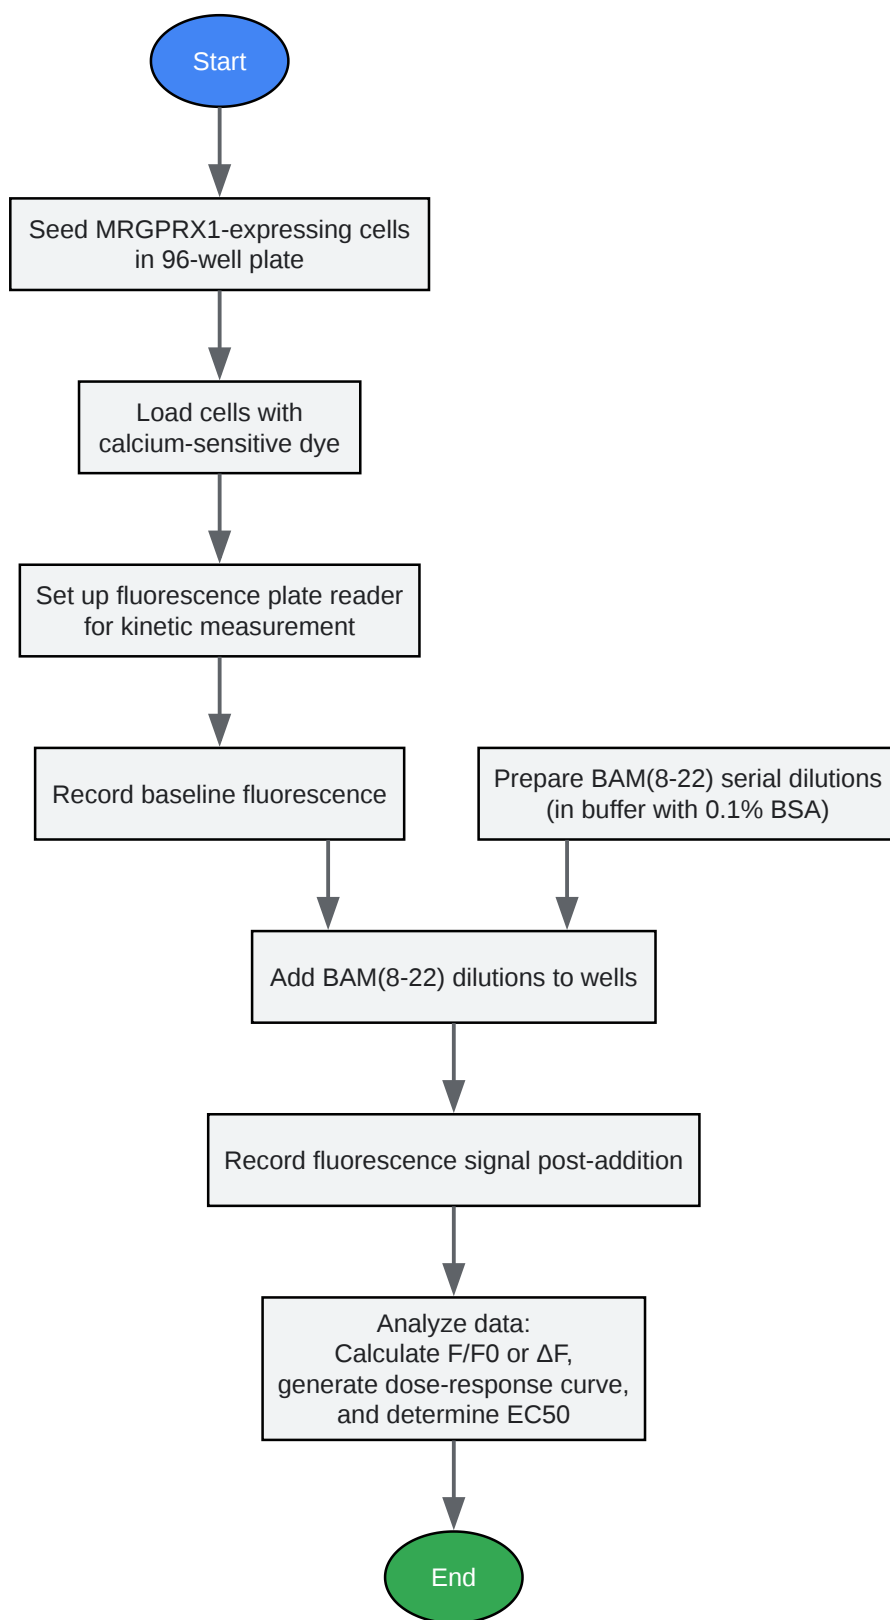 Start
Seed MRGPRX1-expressing cells
in 96-well plate
Load cells with
calcium-sensitive dye
Set up fluorescence plate reader
for kinetic measurement
Record baseline fluorescence
Prepare BAM(8-22) serial dilutions
(in buffer with 0.1% BSA)
Add BAM(8-22) dilutions to wells
Record fluorescence signal post-addition
Analyze data:
Calculate F/F0 or ΔF,
generate dose-response curve,
and determine EC50
End